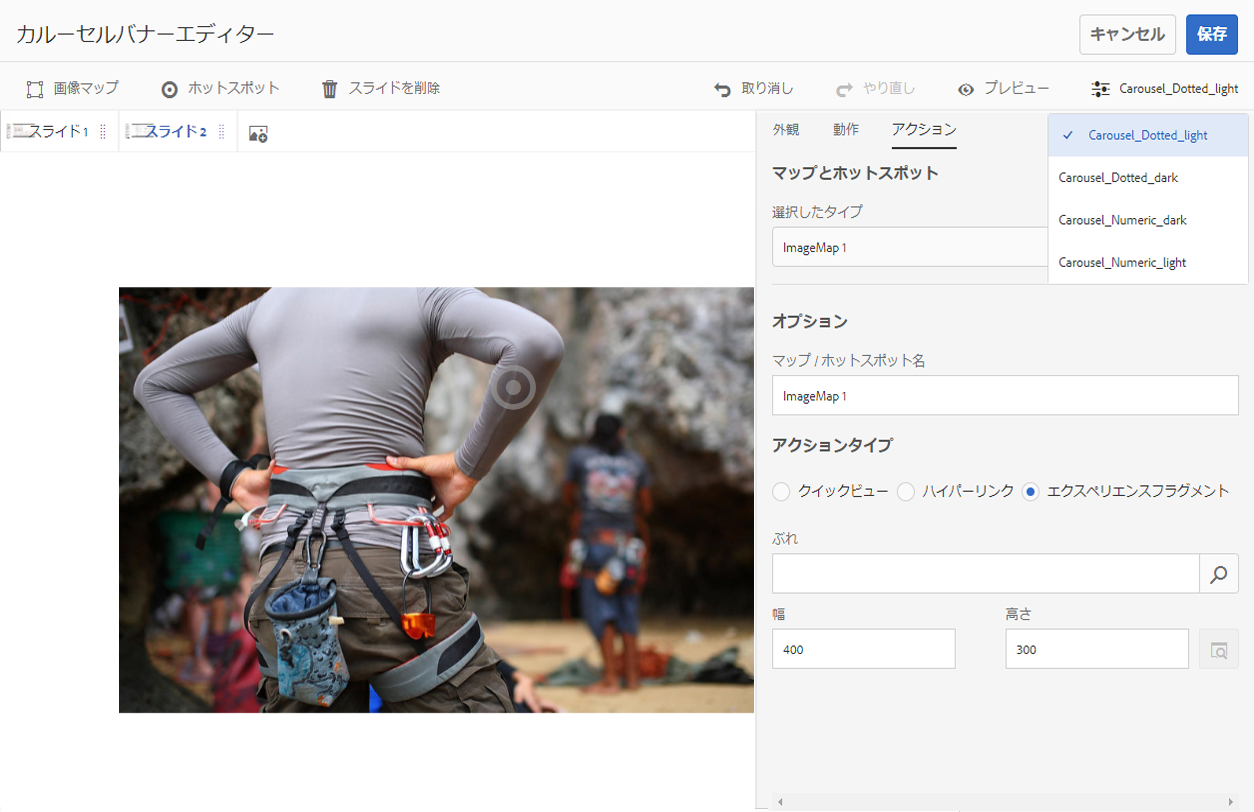 カルーセルバナーエディター
キャンセル
保存
画像マップ
ホットスポット
スライドを削除
取り消し
やり直し
プレビュー
Carousel_Dotted_light
スライド 1
スライド 2
外観
動作
アクション
Carousel_Dotted_light
Carousel_Dotted_dark
Carousel_Numeric_dark
Carousel_Numeric_light
マップとホットスポット
選択したタイプ
ImageMap 1
オプション
マップ / ホットスポット名
ImageMap 1
アクションタイプ
クイックビュー
ハイパーリンク
エクスペリエンスフラグメント
ぶれ
幅
高さ
400
300